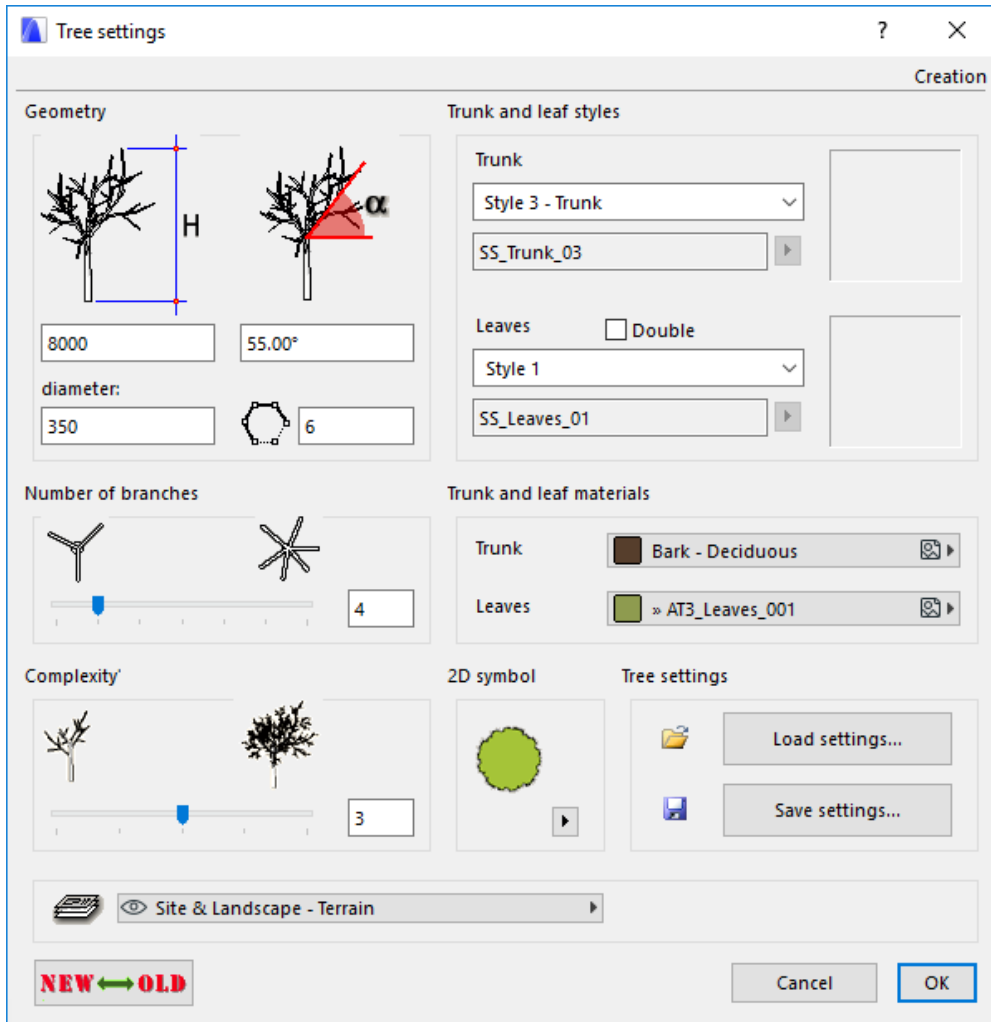 Tree settings
?
Creation
Geometry
H
α
8000
55.00°
diameter:
350
6
Trunk and leaf styles
Trunk
Style 3 - Trunk
SS_Trunk_03
Leaves
Double
Style 1
SS_Leaves_01
Number of branches
4
Trunk and leaf materials
Trunk
Bark - Deciduous
Leaves
» AT3_Leaves_001
Complexity'
3
2D symbol
Tree settings
Load settings...
Save settings...
Site & Landscape - Terrain
NEW OLD
Cancel
OK